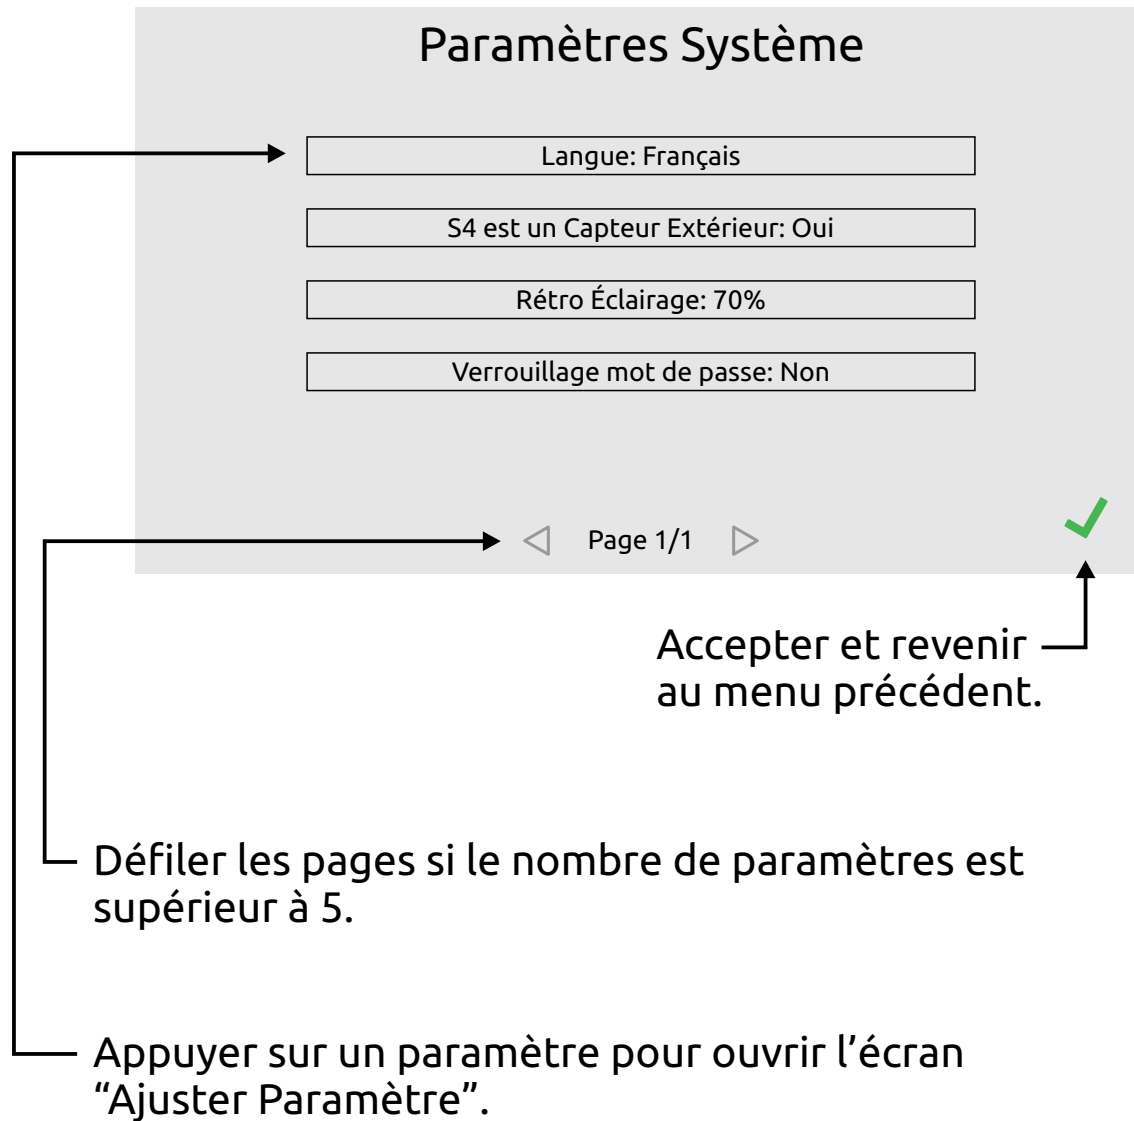 Paramètres Système
Langue: Français
S4 est un Capteur Extérieur: Oui
Rétro Éclairage: 70%
Verrouillage mot de passe: Non
Page 1/1
Accepter et revenir
au menu précédent.
Défiler les pages si le nombre de paramètres est
supérieur à 5.
Appuyer sur un paramètre pour ouvrir l’écran
“Ajuster Paramètre”.